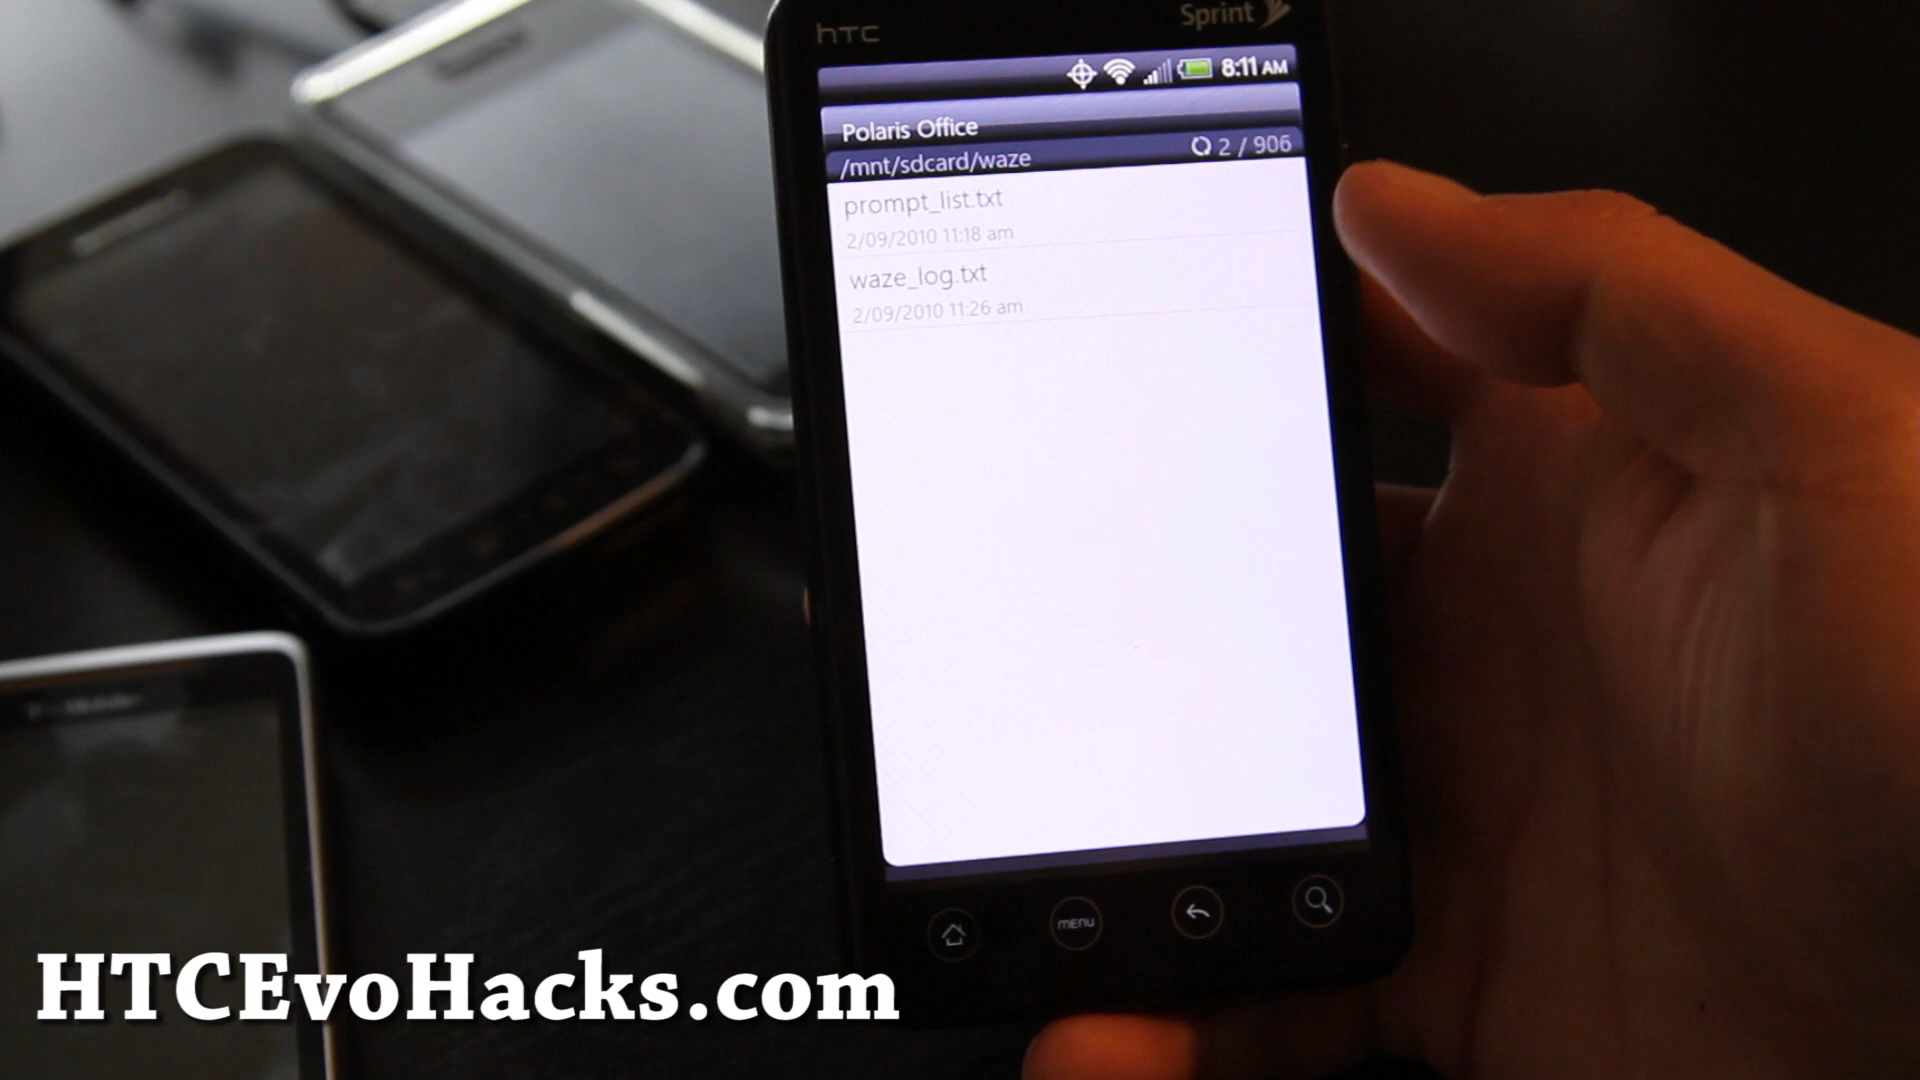 hTC
Sprint
8:11 AM
Polaris Office
/mnt/sdcard/waze
2 / 906
prompt_list.txt
2/09/2010 11:18 am
waze_log.txt
2/09/2010 11:26 am
MENU
HTCEvoHacks.com